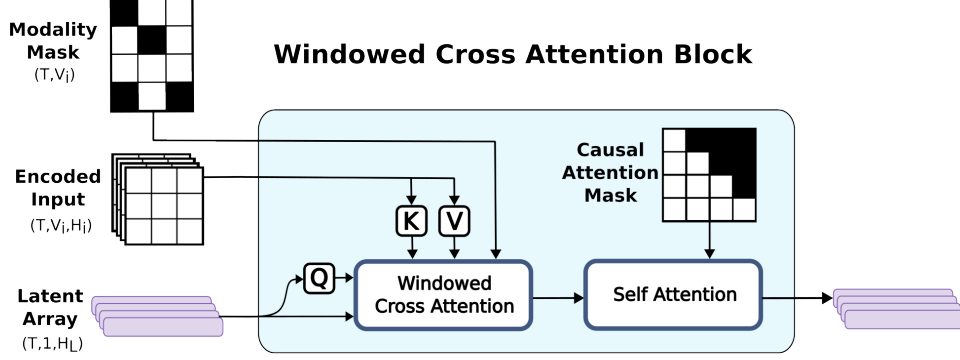 Windowed Cross Attention Block
Modality
Mask
(T,Vi)
Encoded
Input
(T,Vi,Hi)
Latent
Array
(T,1,HL)
Causal
Attention
Mask
K
V
Q
Windowed
Cross Attention
Self Attention